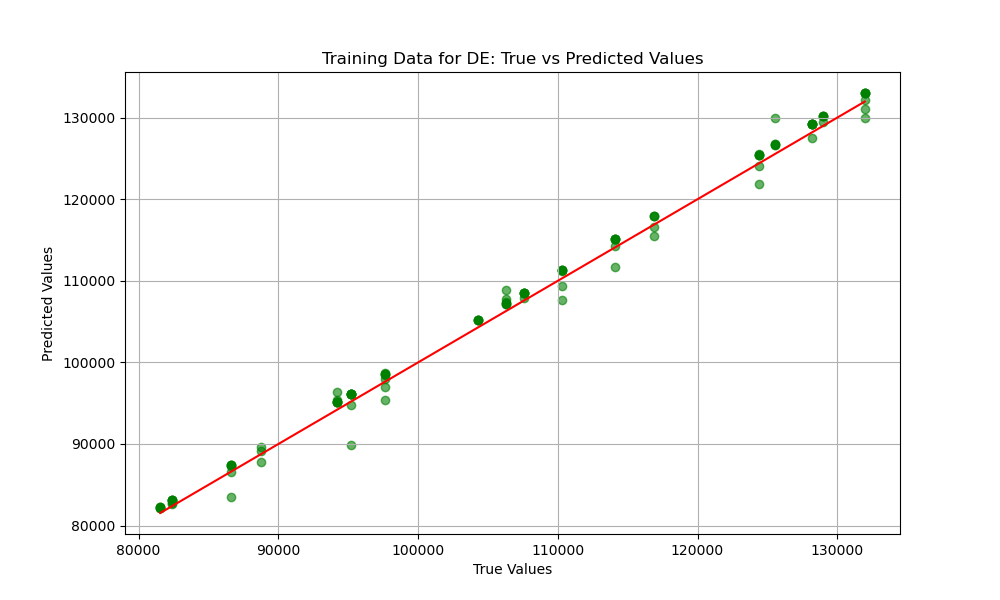 Training Data for DE: True vs Predicted Values
130000
120000
110000
100000
90000
80000
Predicted Values
80000 90000 100000 110000 120000 130000
True Values